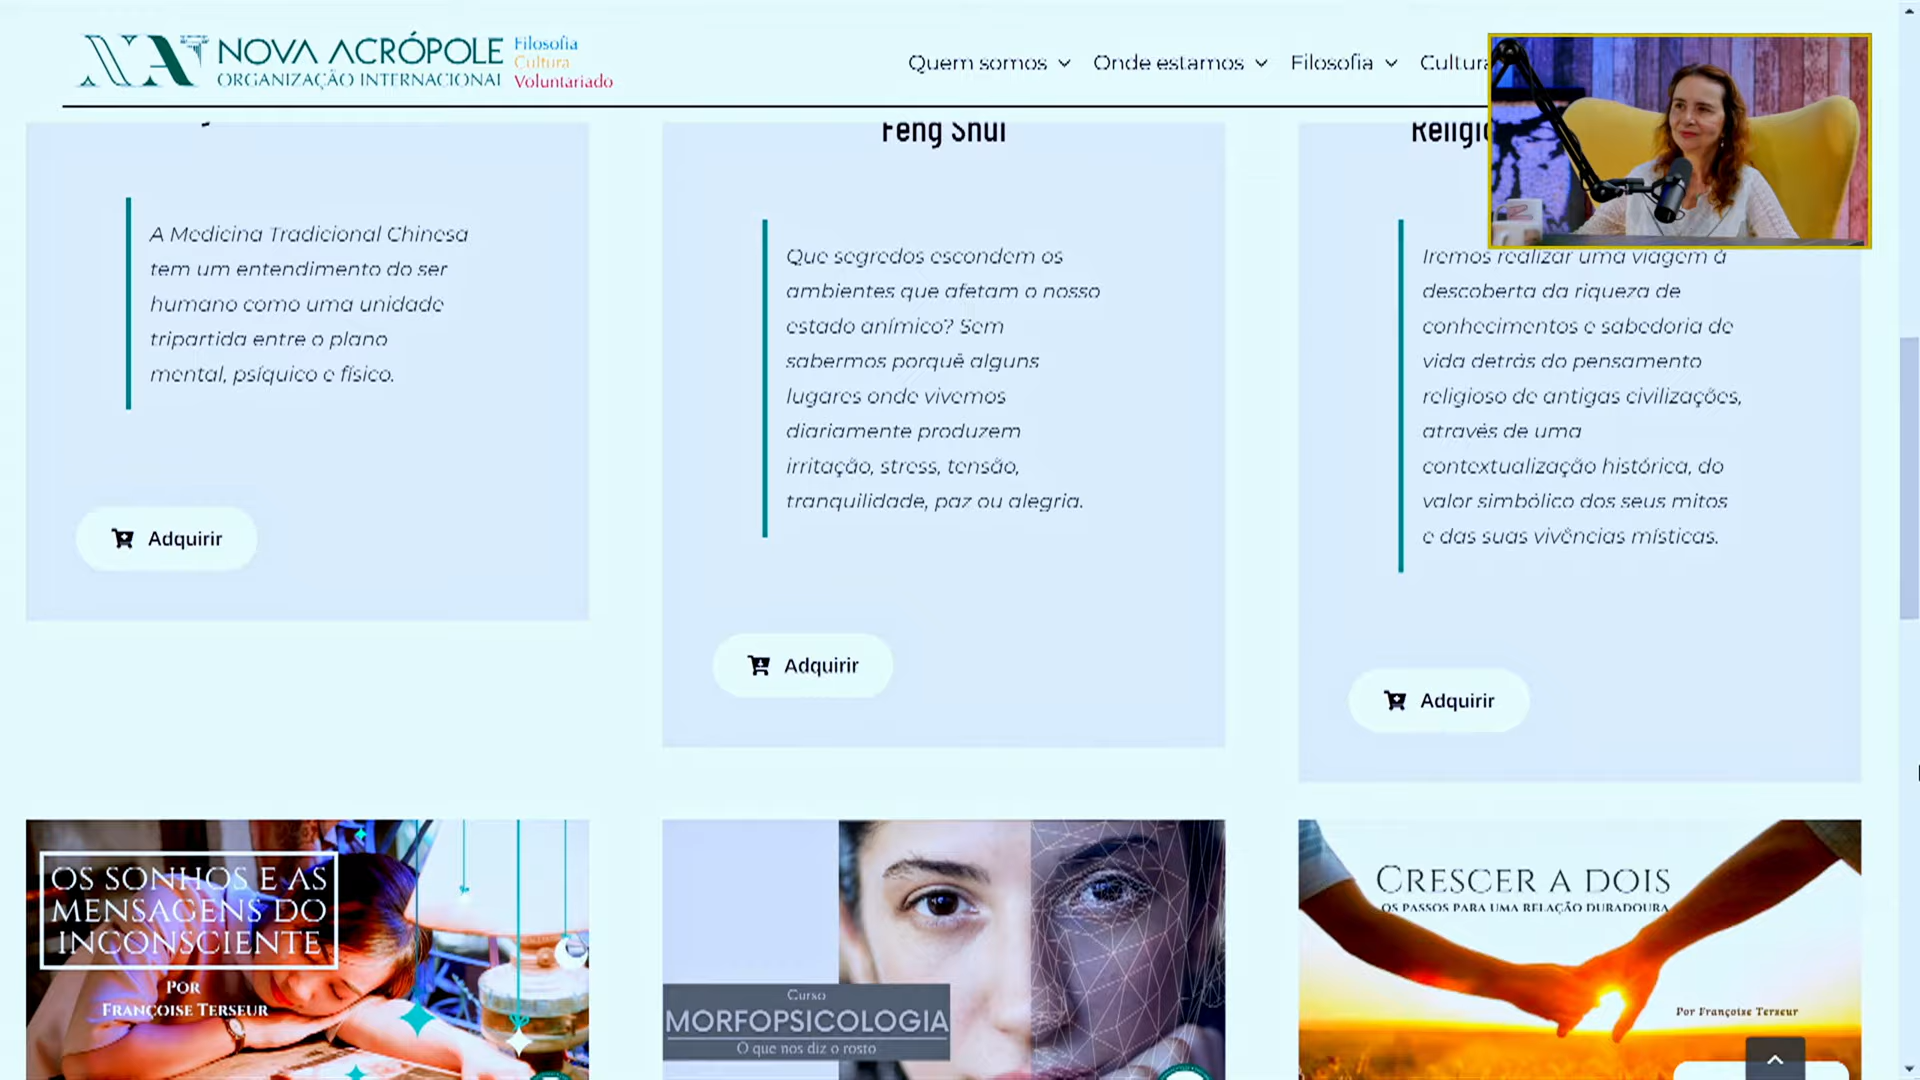 NOVA ACRÓPOLE
ORGANIZAÇÃO INTERNACIONAL
Filosofia
Cultura
Voluntariado
Quem somos
Onde estamos
Filosofia
Cultura
Feng Shui
A Medicina Tradicional Chinesa
tem um entendimento do ser
humano como uma unidade
tripartida entre o plano
mental, psíquico e físico.
Adquirir
Que segredos escondem os
ambientes que afetam o nosso
estado anímico? Sem
sabermos porquê alguns
lugares onde vivemos
diariamente produzem
irritação, stress, tensão,
tranquilidade, paz ou alegria.
Adquirir
Iremos realizar uma viagem à
descoberta da riqueza de
conhecimentos e sabedoria de
vida detrás do pensamento
religioso de antigas civilizações,
através de uma
contextualização histórica, do
valor simbólico dos seus mitos
e das suas vivências místicas.
Adquirir
OS SONHOS E AS
MENSAGENS DO
INCONSCIENTE
POR
FRANÇOISE TERSEUR
Curso
MORFOPSICOLOGIA
O que nos diz o rosto
CRESCER A DOIS
OS PASSOS PARA UMA RELAÇÃO DURADOURA
Por Françoise Terseur